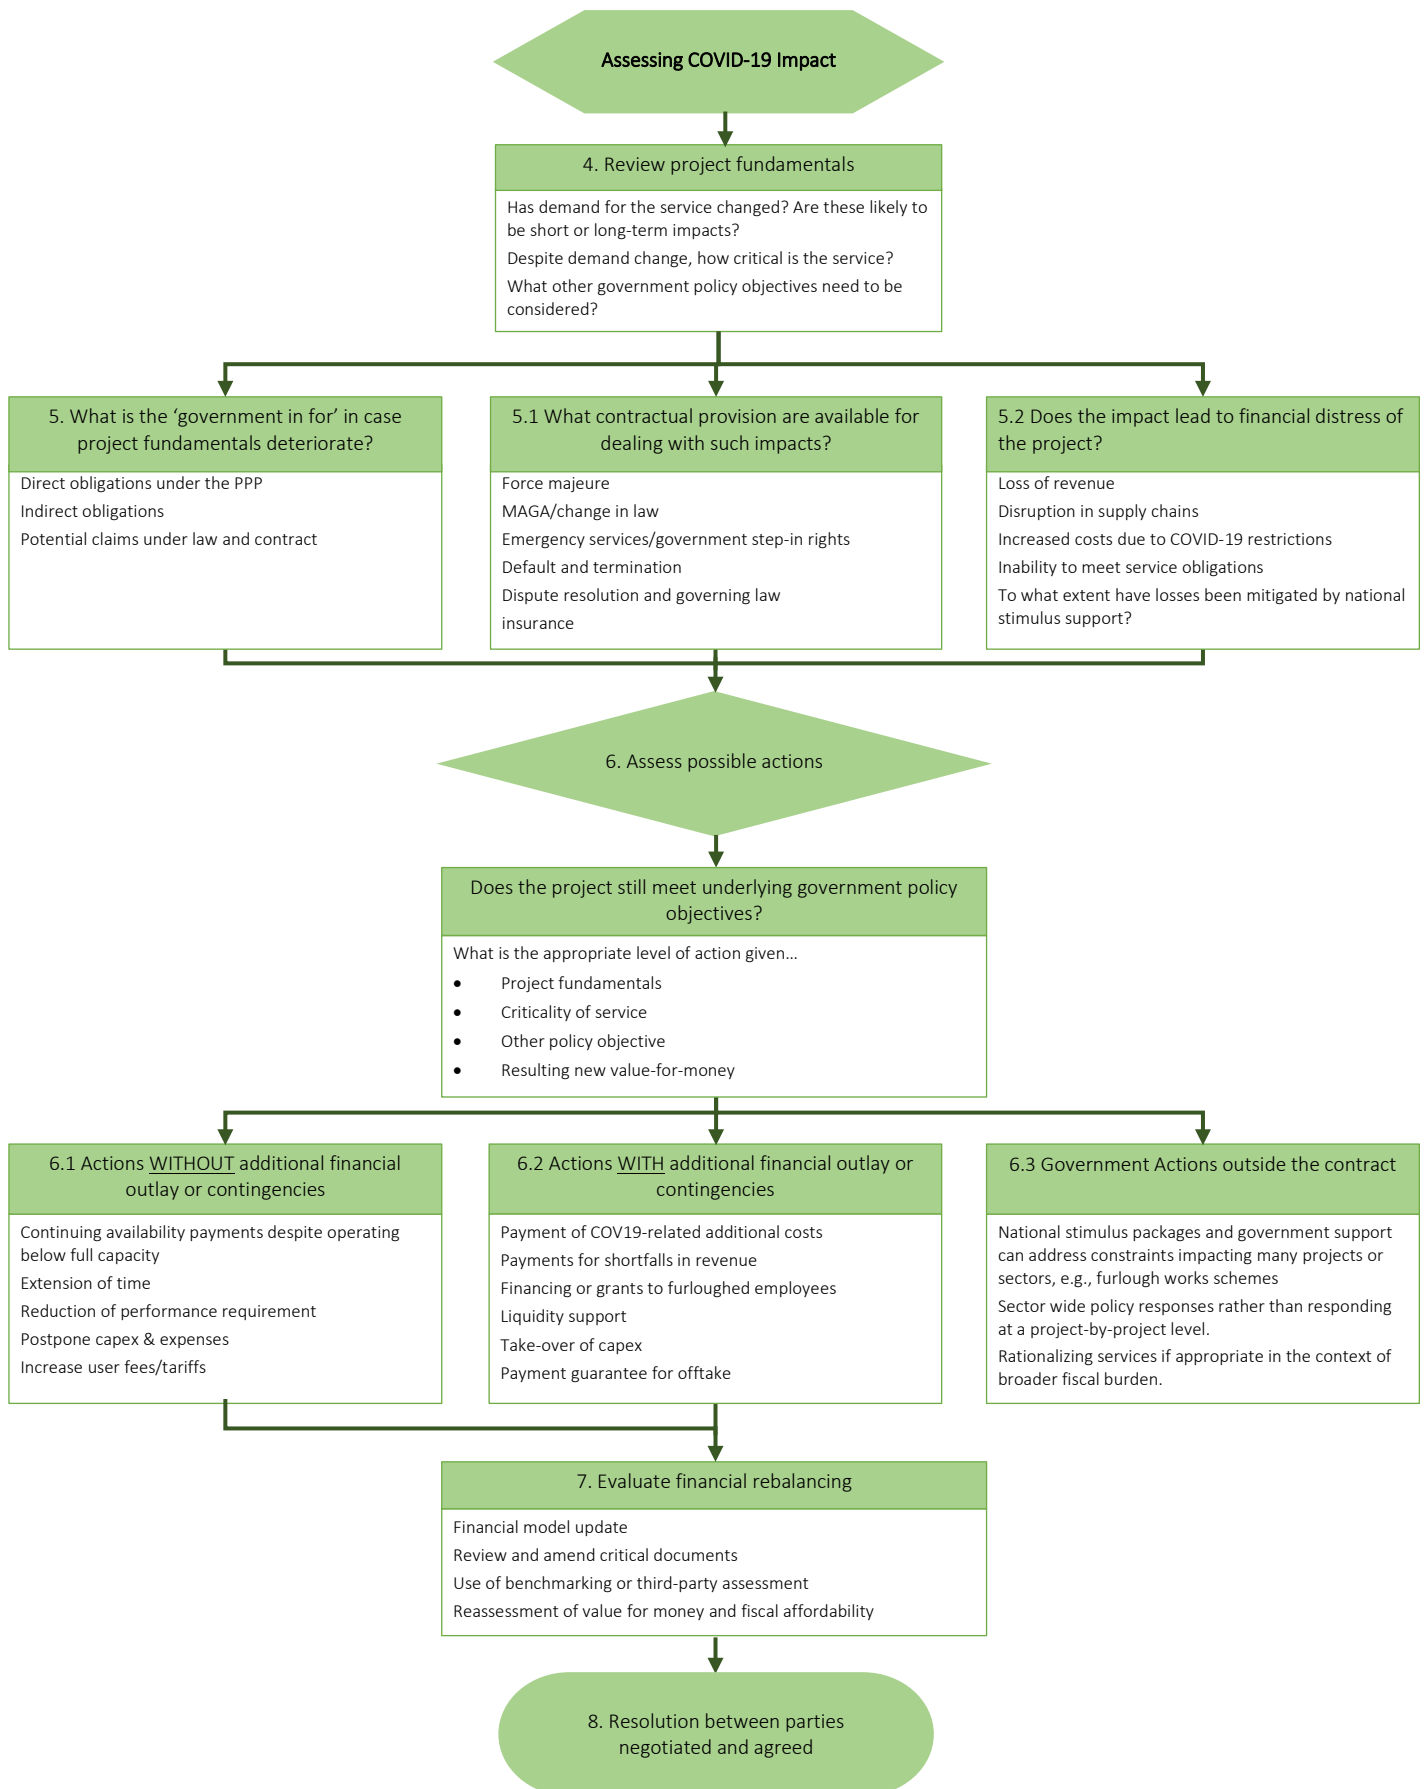 Assessing COVID-19 Impact
4. Review project fundamentals
Has demand for the service changed? Are these likely to
be short or long-term impacts?
Despite demand change, how critical is the service?
What other government policy objectives need to be
considered?
5. What is the ‘government in for’ in case
project fundamentals deteriorate?
Direct obligations under the PPP
Indirect obligations
Potential claims under law and contract
5.1 What contractual provision are available for
dealing with such impacts?
Force majeure
MAGA/change in law
Emergency services/government step-in rights
Default and termination
Dispute resolution and governing law
insurance
5.2 Does the impact lead to financial distress of
the project?
Loss of revenue
Disruption in supply chains
Increased costs due to COVID-19 restrictions
Inability to meet service obligations
To what extent have losses been mitigated by national
stimulus support?
6. Assess possible actions
Does the project still meet underlying government policy
objectives?
What is the appropriate level of action given…
• Project fundamentals
• Criticality of service
• Other policy objective
• Resulting new value-for-money
6.1 Actions WITHOUT additional financial
outlay or contingencies
Continuing availability payments despite operating
below full capacity
Extension of time
Reduction of performance requirement
Postpone capex & expenses
Increase user fees/tariffs
6.2 Actions WITH additional financial outlay or
contingencies
Payment of COV19-related additional costs
Payments for shortfalls in revenue
Financing or grants to furloughed employees
Liquidity support
Take-over of capex
Payment guarantee for offtake
6.3 Government Actions outside the contract
National stimulus packages and government support
can address constraints impacting many projects or
sectors, e.g., furlough works schemes
Sector wide policy responses rather than responding
at a project-by-project level.
Rationalizing services if appropriate in the context of
broader fiscal burden.
7. Evaluate financial rebalancing
Financial model update
Review and amend critical documents
Use of benchmarking or third-party assessment
Reassessment of value for money and fiscal affordability
8. Resolution between parties
negotiated and agreed